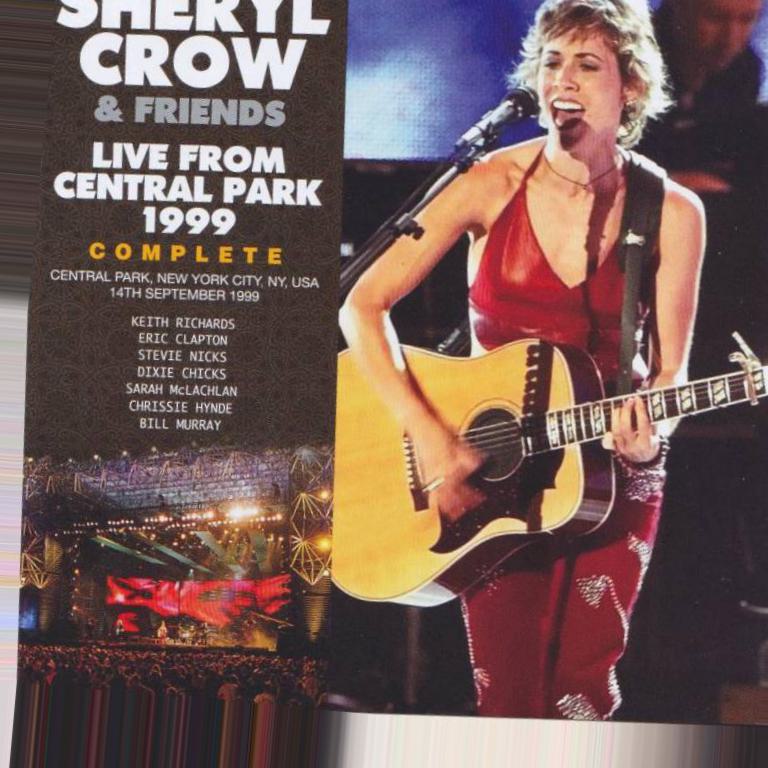 SHERYL
CROW
& FRIENDS
LIVE FROM
CENTRAL PARK
1999
COMPLETE
CENTRAL PARK, NEW YORK CITY, NY, USA
14TH SEPTEMBER 1999
KEITH RICHARDS
ERIC CLAPTON
STEVIE NICKS
DIXIE CHICKS
SARAH McLACHLAN
CHRISSIE HYNDE
BILL MURRAY